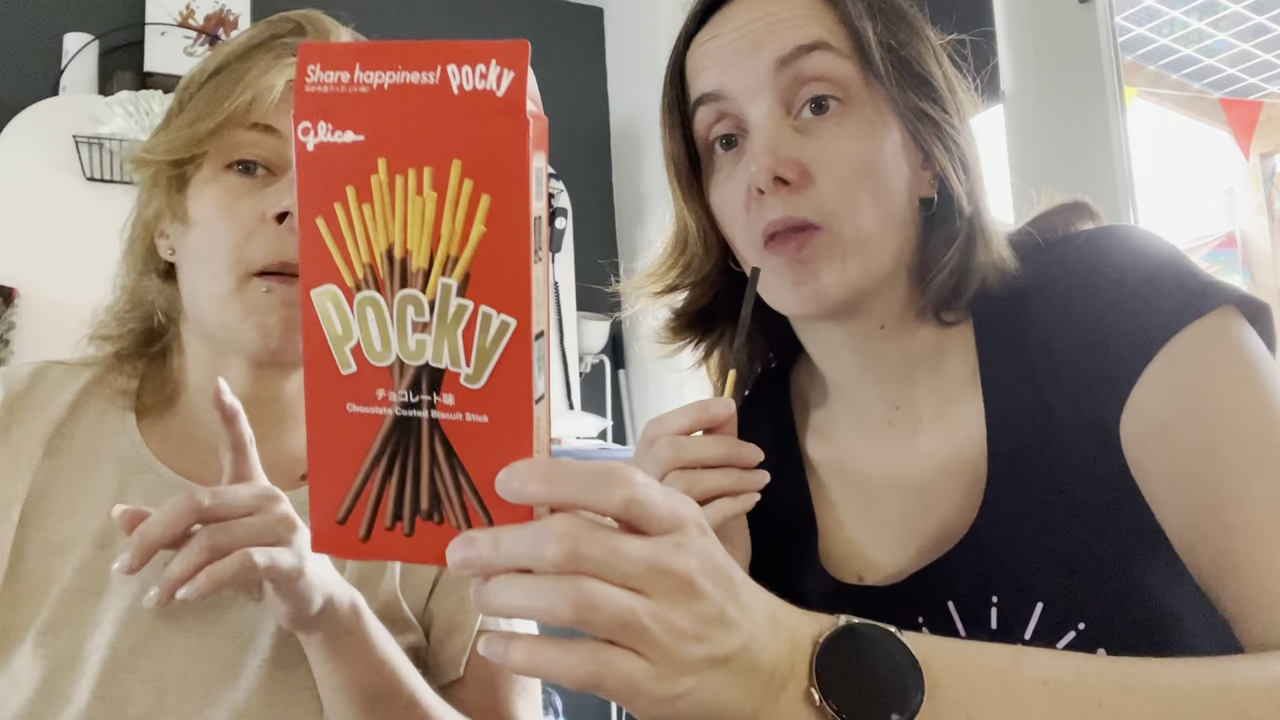 Share happiness! Pocky
Glico
Pocky
チョコレート味
Chocolate Coated Biscuit Stick